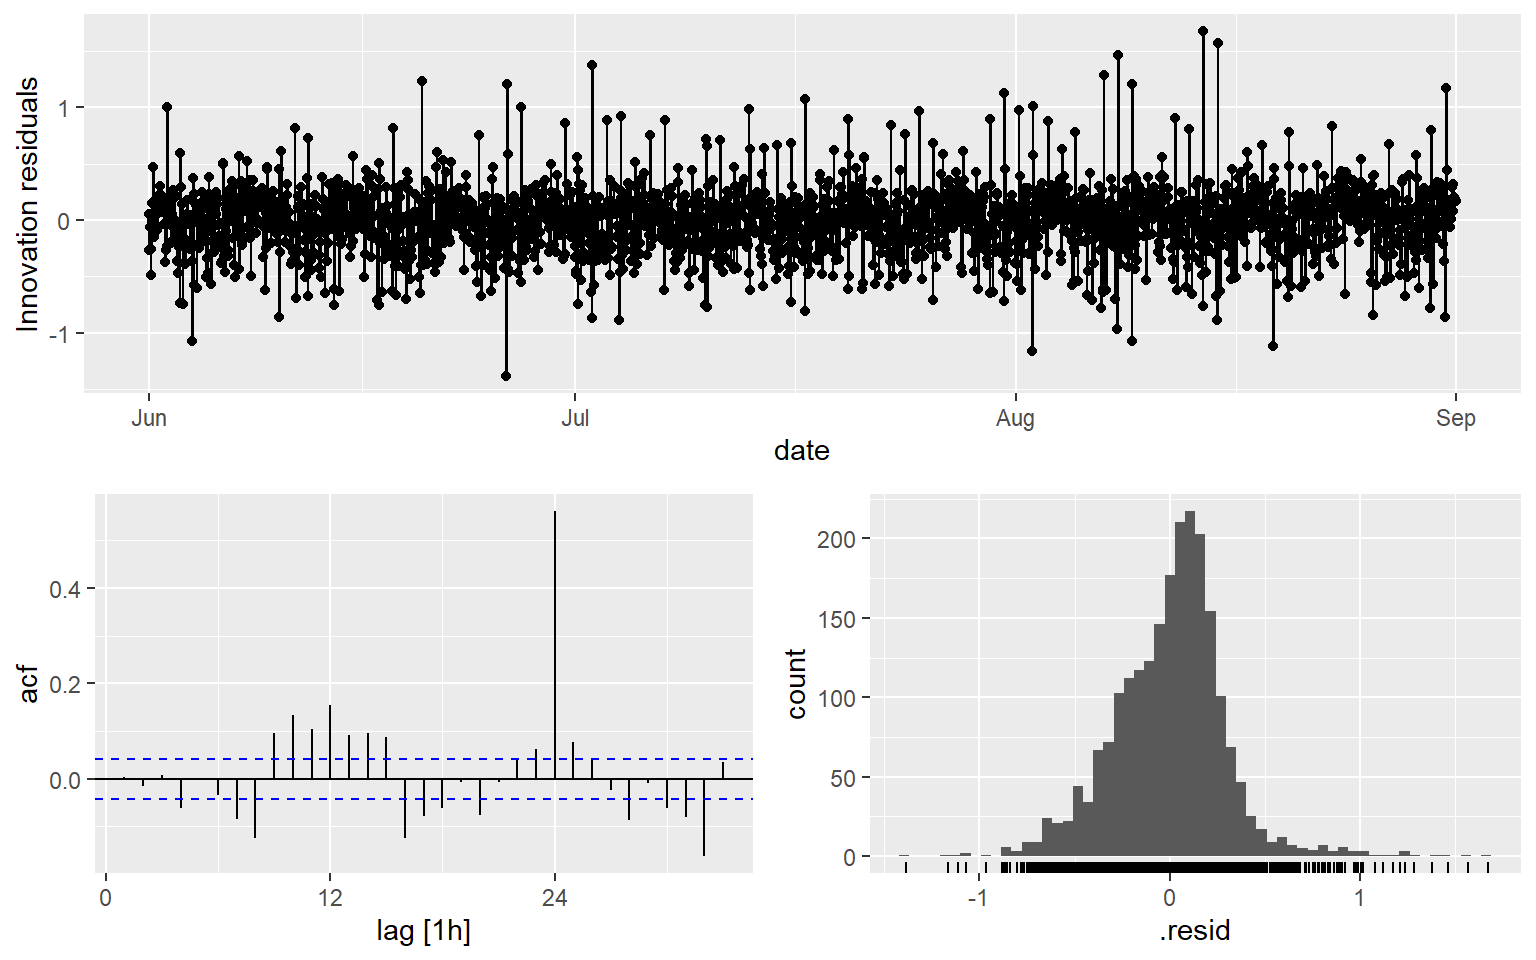 Innovation residuals
1
0
-1
Jun Jul Aug Sep
date
acf
0.4
0.2
0.0
0 12 24
lag [1h]
count
200
150
100
50
0
-1 0 1
.resid